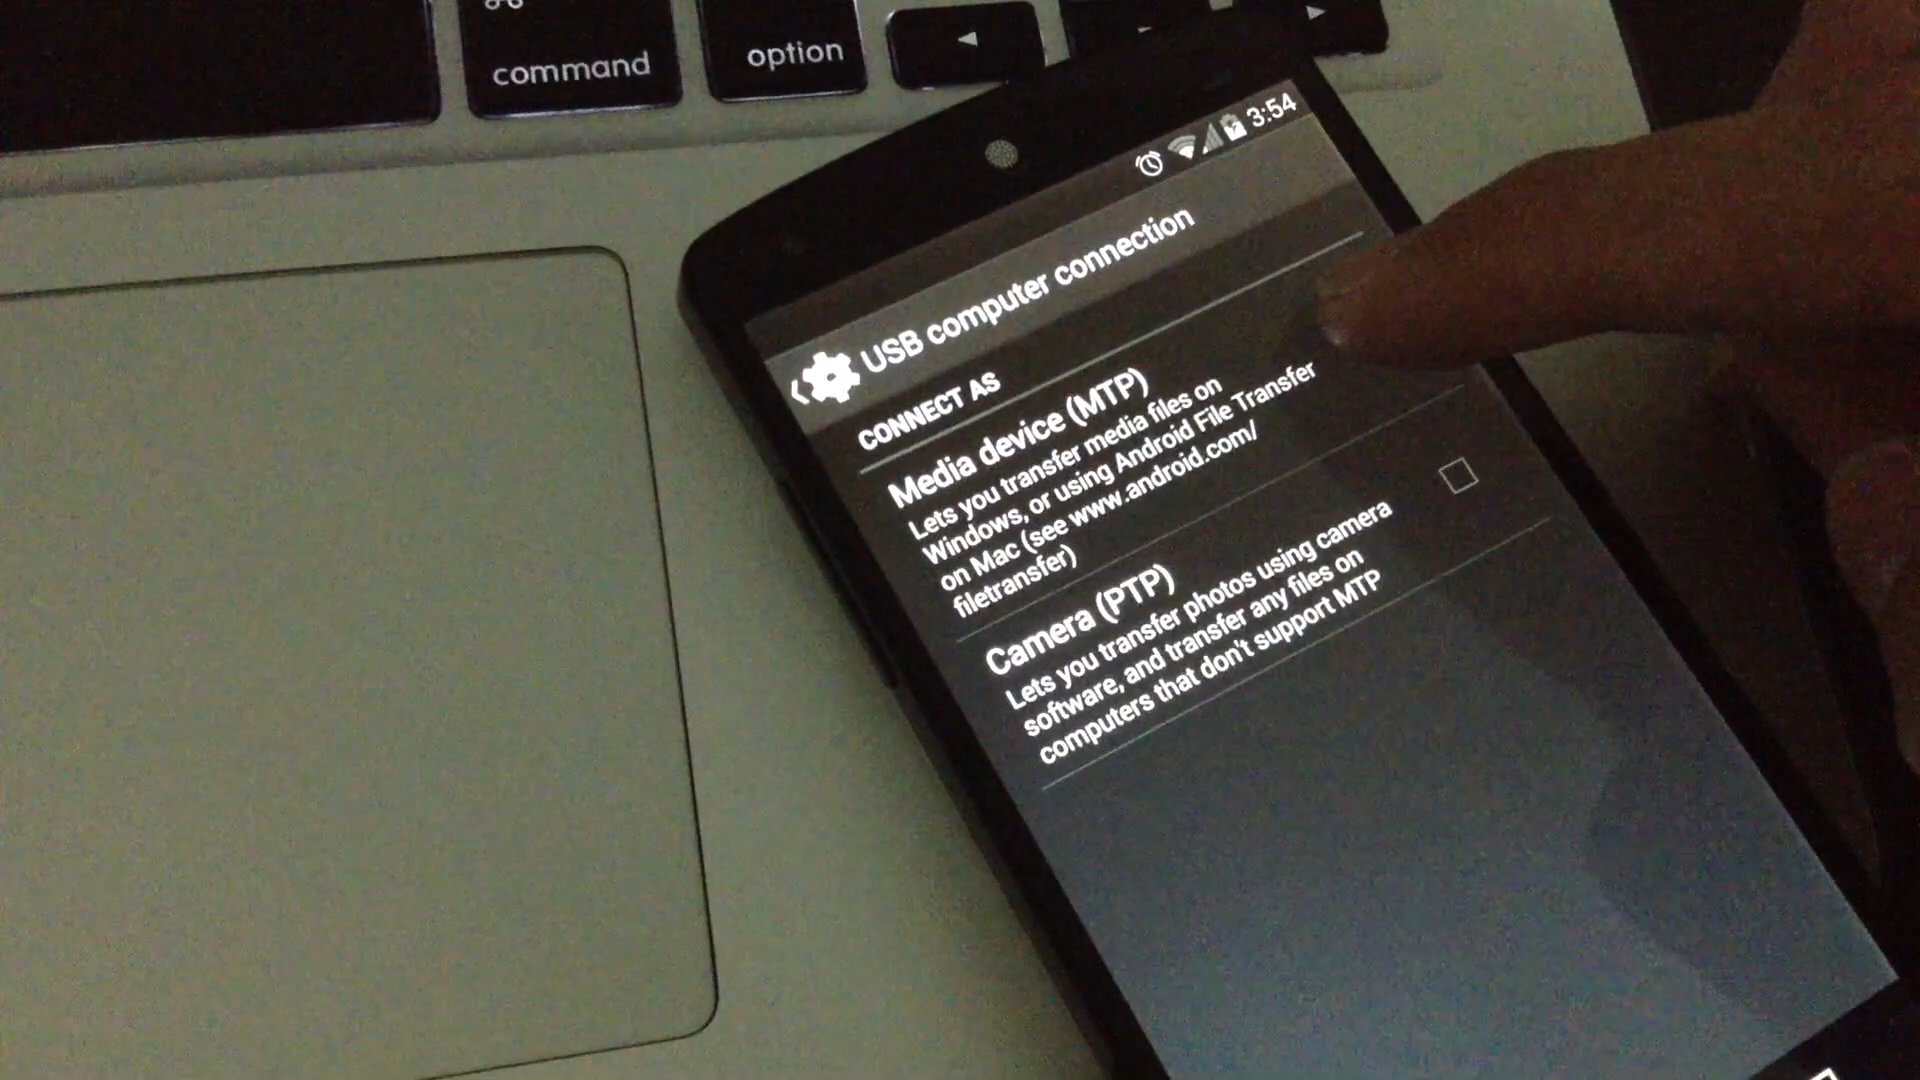 command
option
3:54
USB computer connection
CONNECT AS
Media device (MTP)
Lets you transfer media files on
Windows, or using Android File Transfer
on Mac (see www.android.com/
filetransfer)
Camera (PTP)
Lets you transfer photos using camera
software, and transfer any files on
computers that don't support MTP